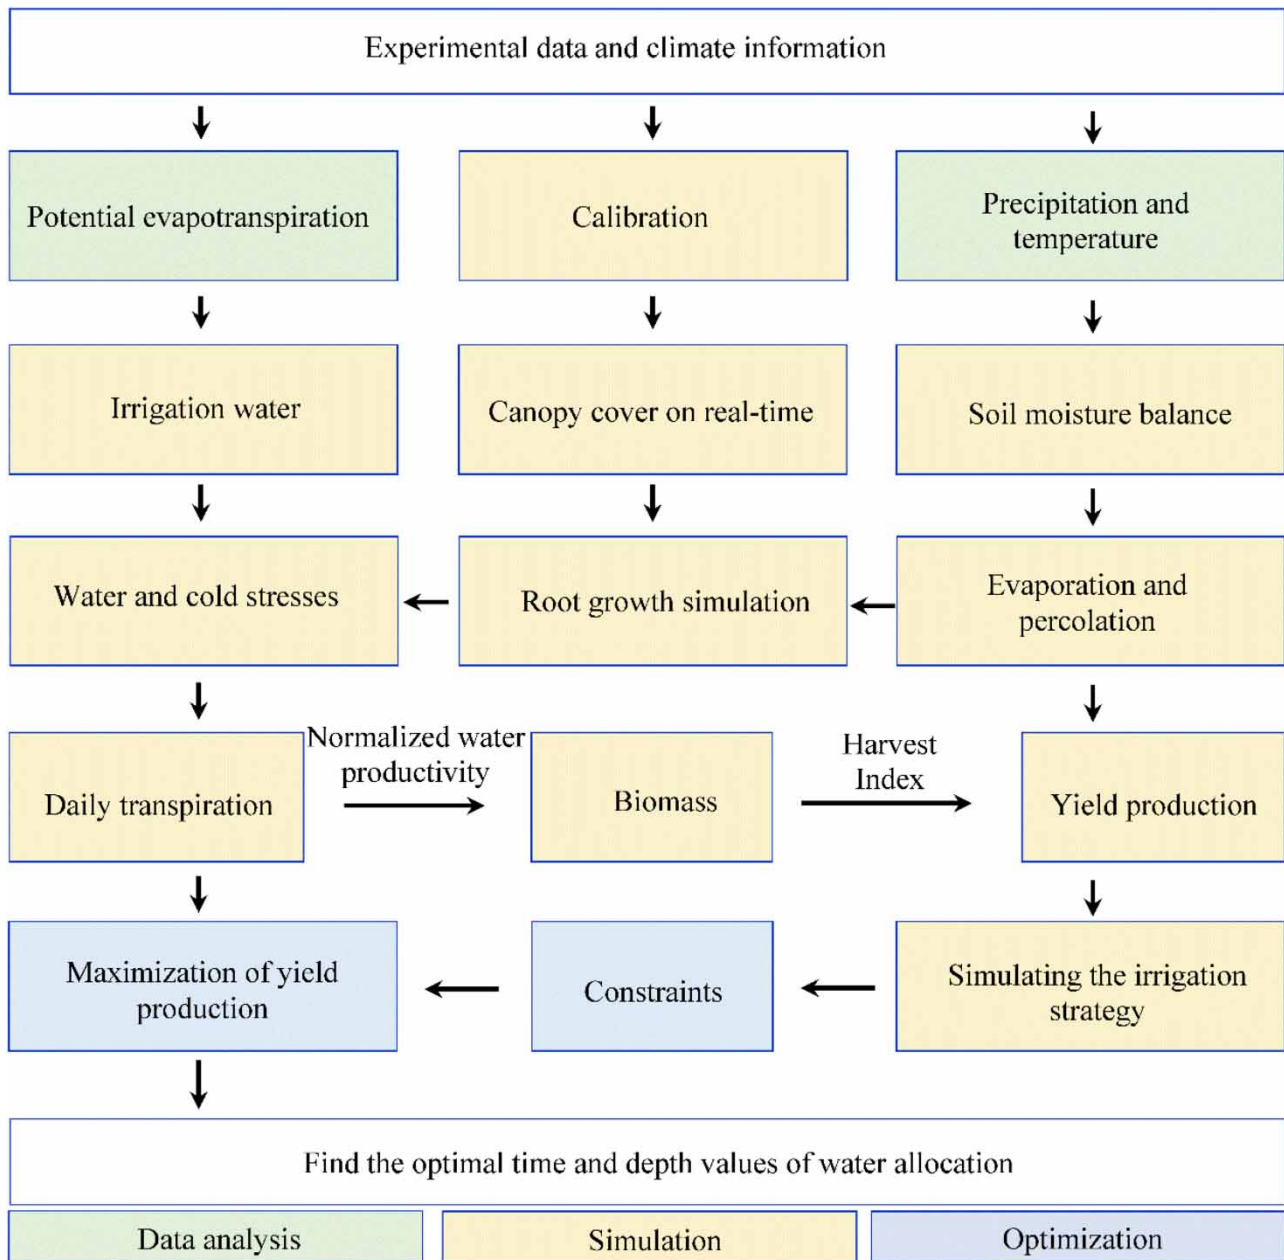 Experimental data and climate information
Potential evapotranspiration
Calibration
Precipitation and
temperature
Irrigation water
Canopy cover on real-time
Soil moisture balance
Water and cold stresses
Root growth simulation
Evaporation and
percolation
Daily transpiration
Normalized water
productivity
Biomass
Harvest
Index
Yield production
Maximization of yield
production
Constraints
Simulating the irrigation
strategy
Find the optimal time and depth values of water allocation
Data analysis
Simulation
Optimization